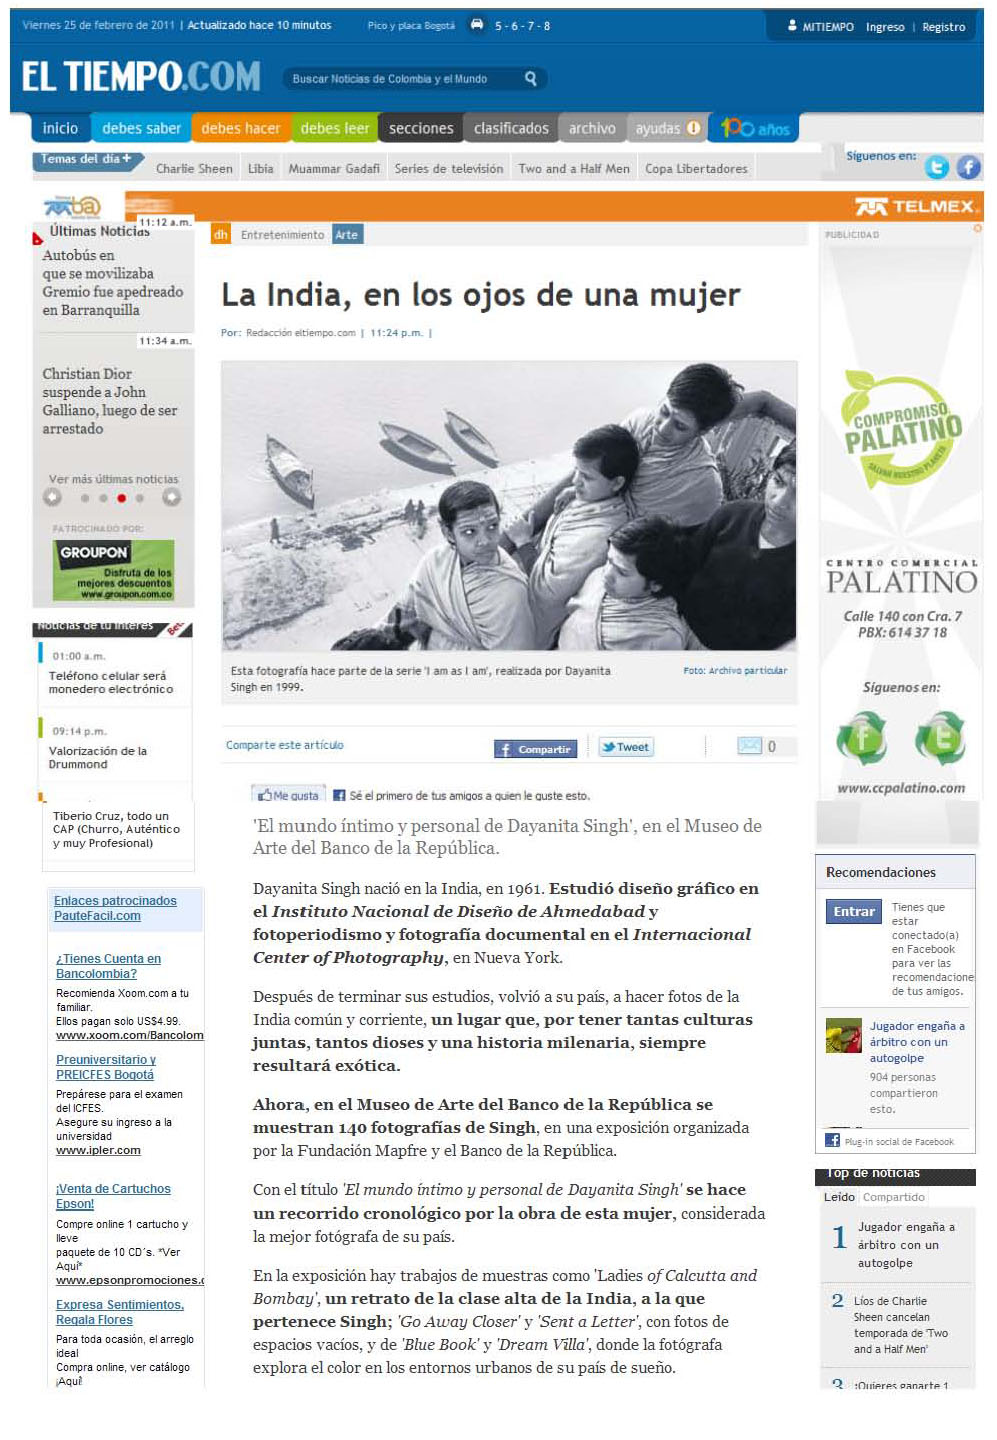 Viernes 25 de febrero de 2011 | Actualizado hace 10 minutos
Pico y placa Bogotá 5 - 6 - 7 - 8
MITIEMPO Ingreso | Registro
EL TIEMPO.COM
Buscar Noticias de Colombia y el Mundo
inicio debes saber debes hacer debes leer secciones clasificados archivo ayudas 100 años
Temas del día +
Charlie Sheen Libia Muammar Gadafi Series de televisión Two and a Half Men Copa Libertadores
Síguenos en:
TELMEX
11:12 a.m.
Últimas Noticias
Autobús en
que se movilizaba
Gremio fue apedreado
en Barranquilla
11:34 a.m.
Christian Dior
suspende a John
Galliano, luego de ser
arrestado
Ver más últimas noticias
PATROCINADO POR:
GROUPON
Disfruta de los
mejores descuentos
www.groupon.com.co
Noticias de tu interés
01:00 a.m.
Teléfono celular será
monedero electrónico
09:14 p.m.
Valorización de la
Drummond
Tiberio Cruz, todo un
CAP (Churro, Auténtico
y muy Profesional)
Enlaces patrocinados
PauteFacil.com
¿Tienes Cuenta en
Bancolombia?
Recomienda Xoom.com a tu
familiar.
Ellos pagan solo US$4.99.
www.xoom.com/Bancolom
Preuniversitario y
PREICFES Bogotá
Prepárese para el examen
del ICFES.
Asegure su ingreso a la
universidad
www.ipler.com
¡Venta de Cartuchos
Epson!
Compre online 1 cartucho y
lleve
paquete de 10 CD´s. *Ver
Aquí*
www.epsonpromociones.c
Expresa Sentimientos,
Regala Flores
Para toda ocasión, el arreglo
ideal
Compra online, ver catálogo
¡Aquí!
dh Entretenimiento Arte
La India, en los ojos de una mujer
Por: Redacción eltiempo.com | 11:24 p.m. |
Esta fotografía hace parte de la serie 'I am as I am', realizada por Dayanita
Singh en 1999.
Foto: Archivo particular
Comparte este artículo
Compartir
Tweet
0
Me gusta
Sé el primero de tus amigos a quien le guste esto.
'El mundo íntimo y personal de Dayanita Singh', en el Museo de
Arte del Banco de la República.
Dayanita Singh nació en la India, en 1961. Estudió diseño gráfico en
el Instituto Nacional de Diseño de Ahmedabad y
fotoperiodismo y fotografía documental en el Internacional
Center of Photography, en Nueva York.
Después de terminar sus estudios, volvió a su país, a hacer fotos de la
India común y corriente, un lugar que, por tener tantas culturas
juntas, tantos dioses y una historia milenaria, siempre
resultará exótica.
Ahora, en el Museo de Arte del Banco de la República se
muestran 140 fotografías de Singh, en una exposición organizada
por la Fundación Mapfre y el Banco de la República.
Con el título 'El mundo íntimo y personal de Dayanita Singh' se hace
un recorrido cronológico por la obra de esta mujer, considerada
la mejor fotógrafa de su país.
En la exposición hay trabajos de muestras como 'Ladies of Calcutta and
Bombay', un retrato de la clase alta de la India, a la que
pertenece Singh; 'Go Away Closer' y 'Sent a Letter', con fotos de
espacios vacíos, y de 'Blue Book' y 'Dream Villa', donde la fotógrafa
explora el color en los entornos urbanos de su país de sueño.
PUBLICIDAD
COMPROMISO
PALATINO
SALVAR NUESTRO PLANETA
CENTRO COMERCIAL
PALATINO
Calle 140 con Cra. 7
PBX: 614 37 18
Síguenos en:
www.ccpalatino.com
Recomendaciones
Entrar
Tienes que
estar
conectado(a)
en Facebook
para ver las
recomendacione
de tus amigos.
Jugador engaña a
árbitro con un
autogolpe
904 personas
compartieron
esto.
Plug-in social de Facebook
Top de noticias
Leído Compartido
1 Jugador engaña a
árbitro con un
autogolpe
2 Líos de Charlie
Sheen cancelan
temporada de 'Two
and a Half Men'
3 ¿Quieres ganarte 1